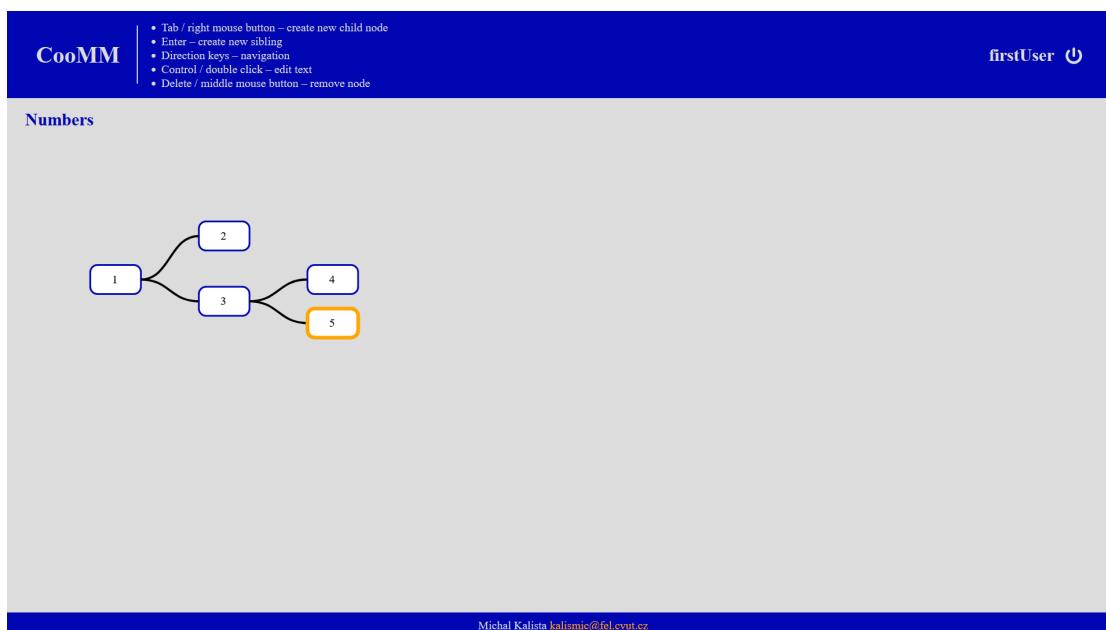 CooMM
• Tab / right mouse button – create new child node
• Enter – create new sibling
• Direction keys – navigation
• Control / double click – edit text
• Delete / middle mouse button – remove node
firstUser
Numbers
2
1
4
3
5
Michal Kalista kalismic@fel.cvut.cz